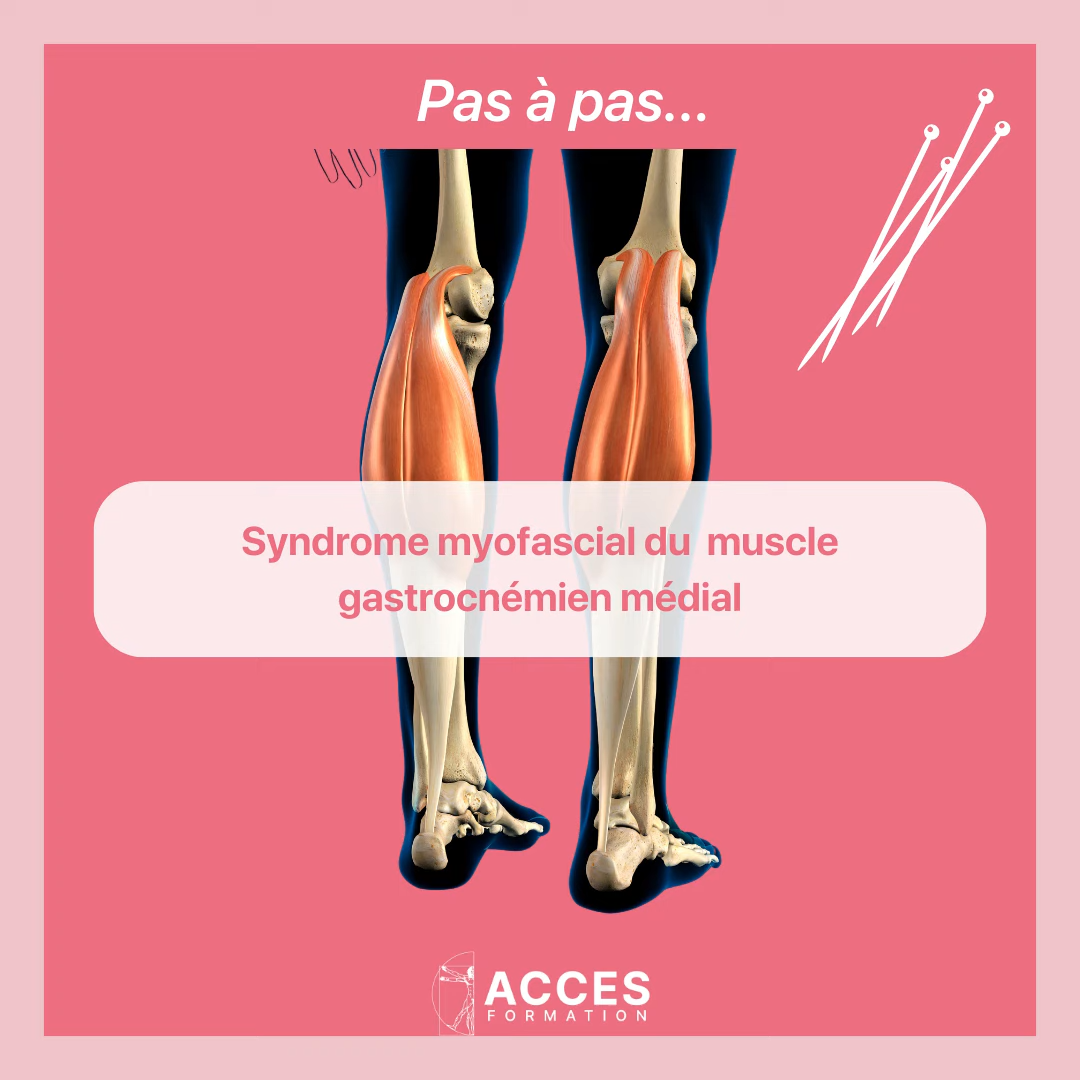 Pas à pas...
Syndrome myofascial du muscle
gastrocnémien médial
ACCES
FORMATION